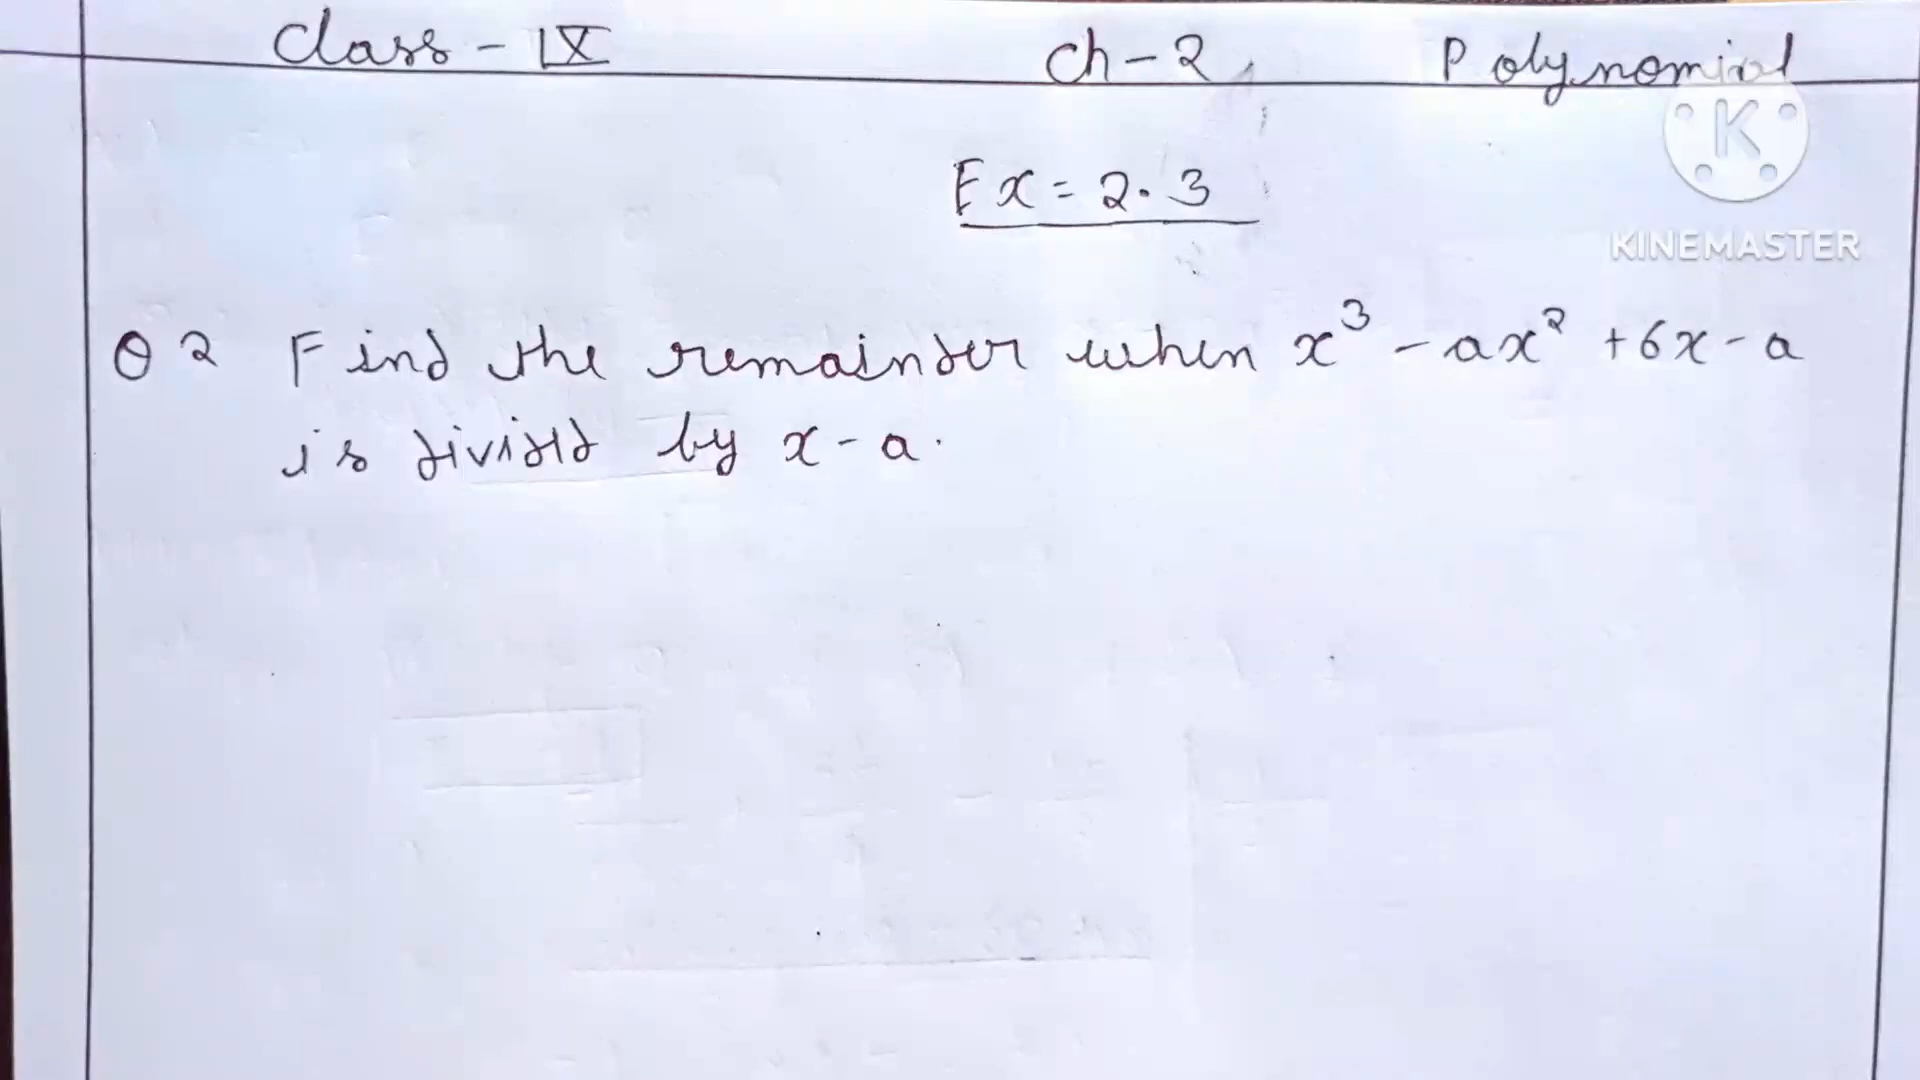 Class - IX Ch - 2 Polynomial
K
Ex = 2.3
KINEMASTER
Q 2 Find the remainder when x³ - ax² + 6x - a
is divided by x - a.